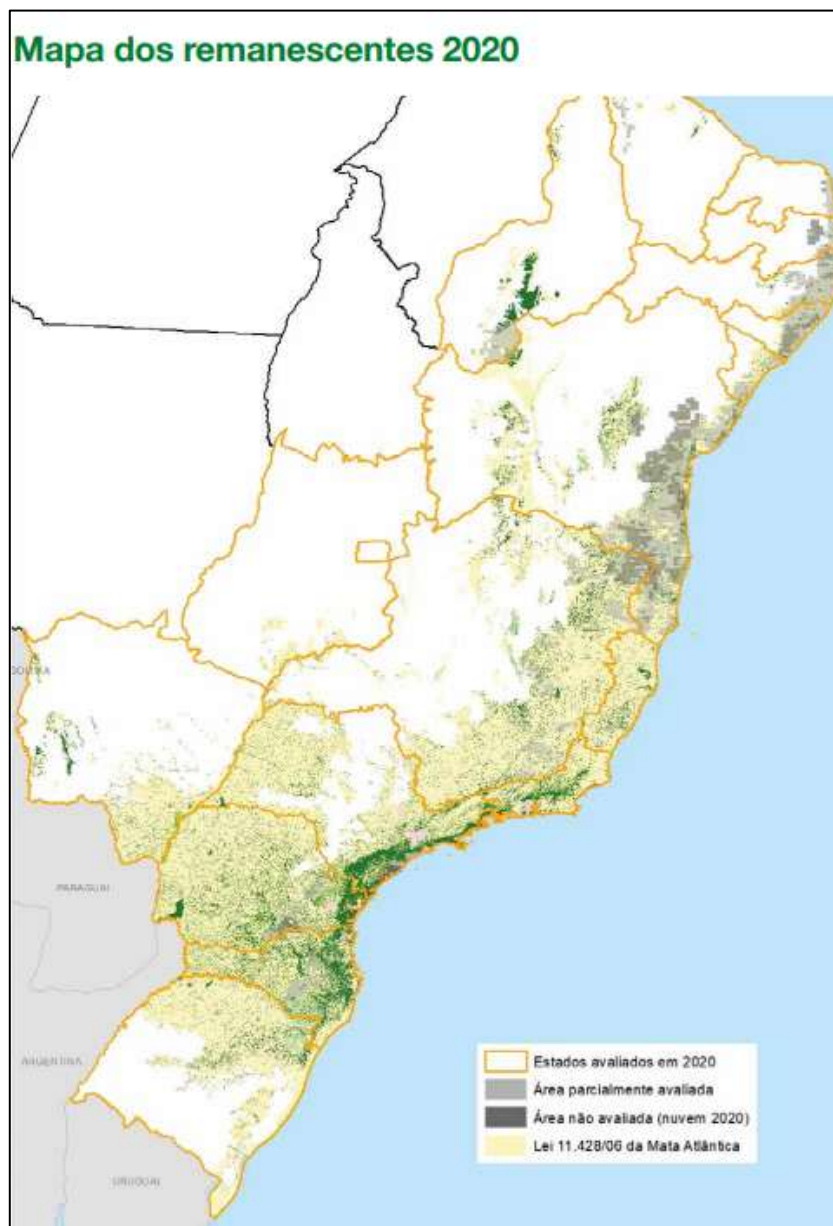 Mapa dos remanescentes 2020
PARAGUAI
ARGENTINA
URUGUAI
Estados avaliados em 2020
Área parcialmente avaliada
Área não avaliada (nuvem 2020)
Lei 11.428/06 da Mata Atlântica